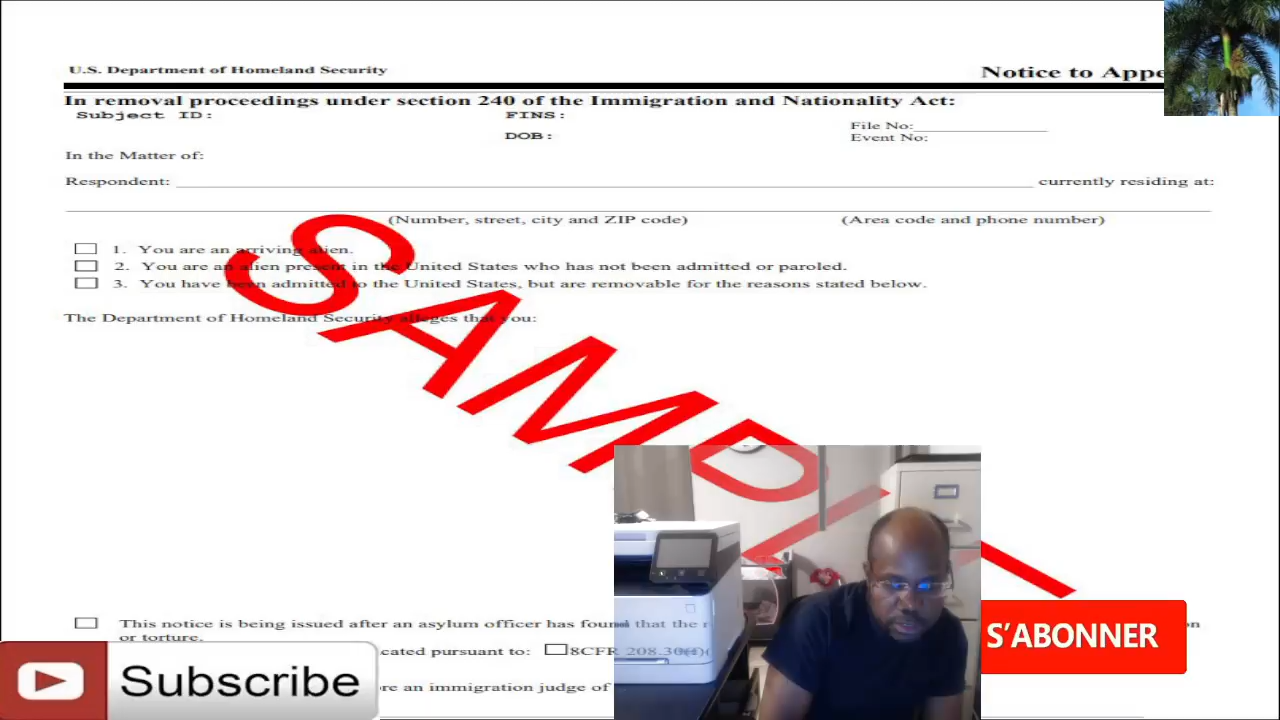 U.S. Department of Homeland Security
Notice to Appe
In removal proceedings under section 240 of the Immigration and Nationality Act:
Subject ID: FINS:
File No:
DOB:
Event No:
In the Matter of:
Respondent: currently residing at:
(Number, street, city and ZIP code) (Area code and phone number)
1. You are an arriving alien.
2. You are an alien present in the United States who has not been admitted or paroled.
3. You have been admitted to the United States, but are removable for the reasons stated below.
The Department of Homeland Security alleges that you:
SAMPL
This notice is being issued after an asylum officer has found that the r on
or torture.
cated pursuant to: 8CFR 208.30
re an immigration judge of
Subscribe
S'ABONNER